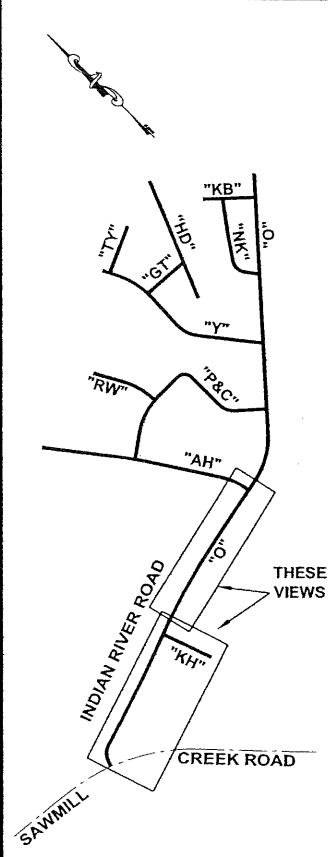 "KB"
"TY"
"HD"
"O"
"GT"
"NK"
"Y"
"RW"
"P&C"
"AH"
"O"
THESE
VIEWS
INDIAN RIVER ROAD
"KH"
CREEK ROAD
SAWMILL